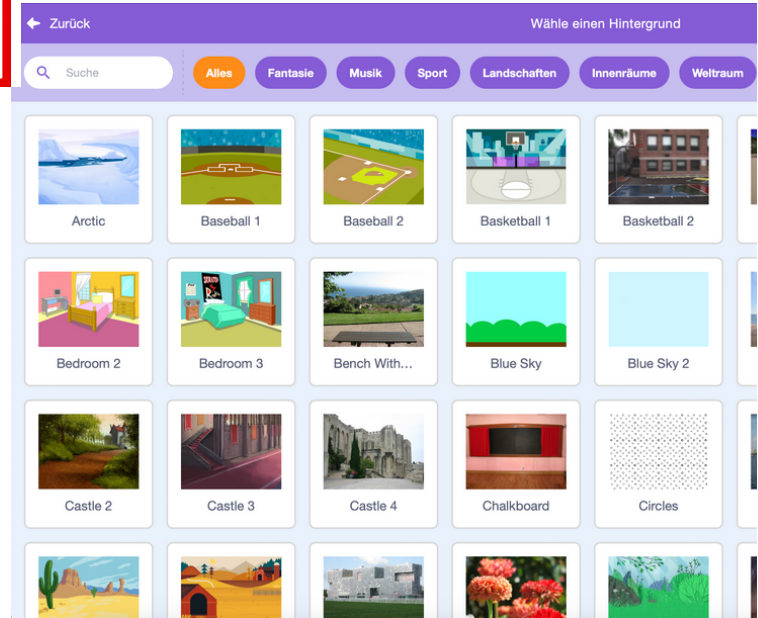 Zurück
Wähle einen Hintergrund
Suche
Alles
Fantasie
Musik
Sport
Landschaften
Innenräume
Weltraum
Arctic
Baseball 1
Baseball 2
Basketball 1
Basketball 2
Bedroom 2
Bedroom 3
Bench With...
Blue Sky
Blue Sky 2
Castle 2
Castle 3
Castle 4
Chalkboard
Circles